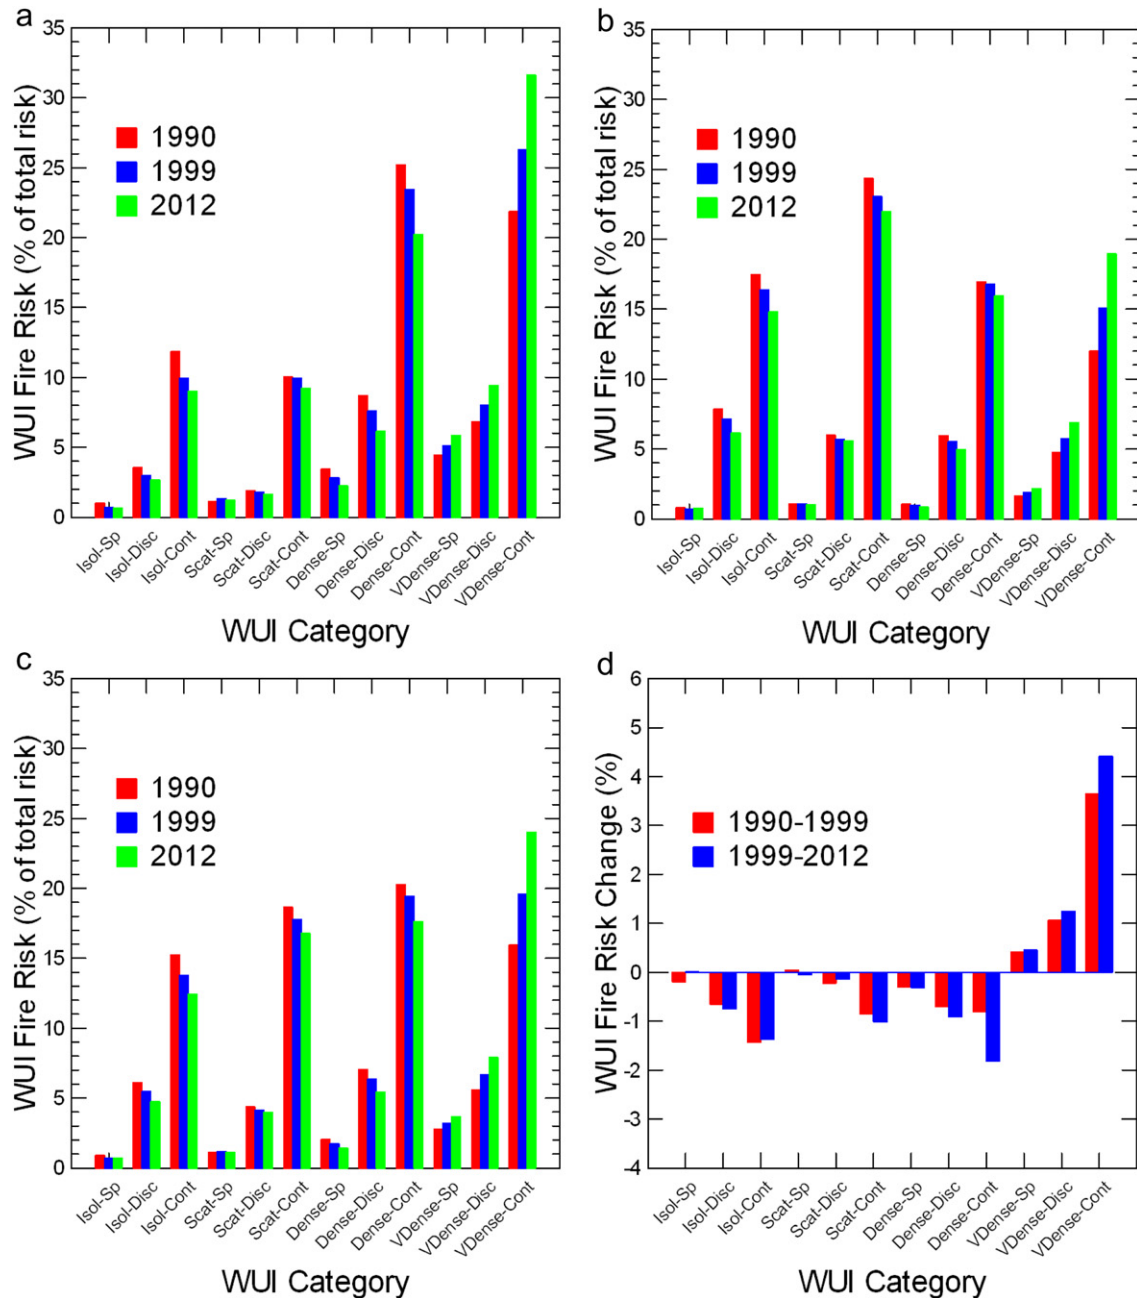 a
WUI Fire Risk (% of total risk)
35
30
25
20
15
10
5
0
1990
1999
2012
Isol-Sp
Isol-Disc
Isol-Cont
Scat-Sp
Scat-Disc
Scat-Cont
Dense-Sp
Dense-Disc
Dense-Cont
VDense-Sp
VDense-Disc
VDense-Cont
WUI Category
b
WUI Fire Risk (% of total risk)
35
30
25
20
15
10
5
0
1990
1999
2012
Isol-Sp
Isol-Disc
Isol-Cont
Scat-Sp
Scat-Disc
Scat-Cont
Dense-Sp
Dense-Disc
Dense-Cont
VDense-Sp
VDense-Disc
VDense-Cont
WUI Category
c
WUI Fire Risk (% of total risk)
35
30
25
20
15
10
5
0
1990
1999
2012
Isol-Sp
Isol-Disc
Isol-Cont
Scat-Sp
Scat-Disc
Scat-Cont
Dense-Sp
Dense-Disc
Dense-Cont
VDense-Sp
VDense-Disc
VDense-Cont
WUI Category
d
WUI Fire Risk Change (%)
6
5
4
3
2
1
0
-1
-2
-3
-4
1990-1999
1999-2012
Isol-Sp
Isol-Disc
Isol-Cont
Scat-Sp
Scat-Disc
Scat-Cont
Dense-Sp
Dense-Disc
Dense-Cont
VDense-Sp
VDense-Disc
VDense-Cont
WUI Category